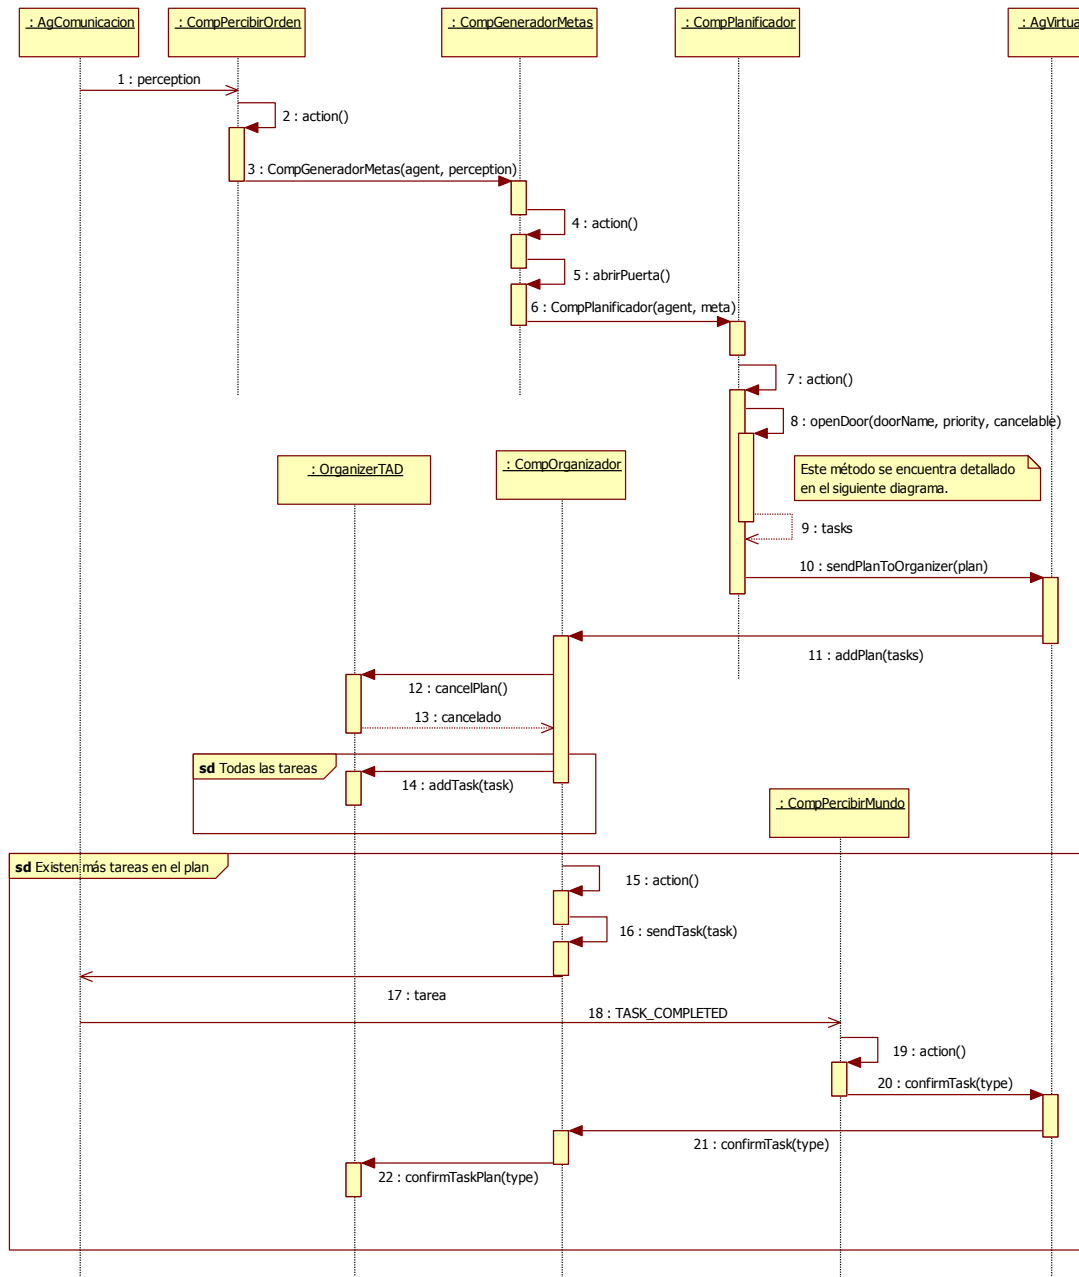 : AgComunicacion
: CompPercibirOrden
: CompGeneradorMetas
: CompPlanificador
: AgVirtua
1 : perception
2 : action()
3 : CompGeneradorMetas(agent, perception)
4 : action()
5 : abrirPuerta()
6 : CompPlanificador(agent, meta)
7 : action()
8 : openDoor(doorName, priority, cancelable)
: OrganizerTAD
: CompOrganizador
Este método se encuentra detallado
en el siguiente diagrama.
9 : tasks
10 : sendPlanToOrganizer(plan)
11 : addPlan(tasks)
12 : cancelPlan()
13 : cancelado
sd Todas las tareas
14 : addTask(task)
: CompPercibirMundo
sd Existen más tareas en el plan
15 : action()
16 : sendTask(task)
17 : tarea
18 : TASK_COMPLETED
19 : action()
20 : confirmTask(type)
21 : confirmTask(type)
22 : confirmTaskPlan(type)